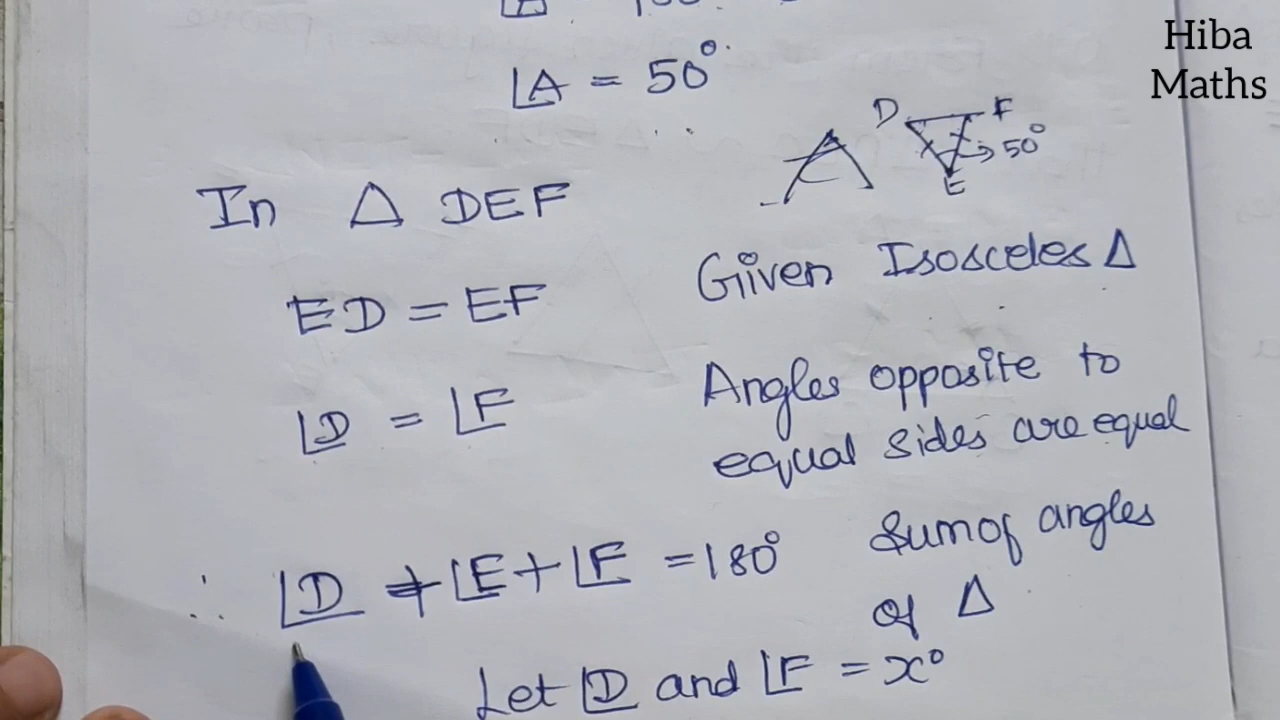 Hiba
Maths
∠A = 50°
D F
50°
E
In Δ DEF
Given Isosceles Δ
ED = EF
∠D = ∠F
Angles opposite to
equal sides are equal
∴ ∠D + ∠E + ∠F = 180°
Sum of angles
of Δ
Let ∠D and ∠F = x°